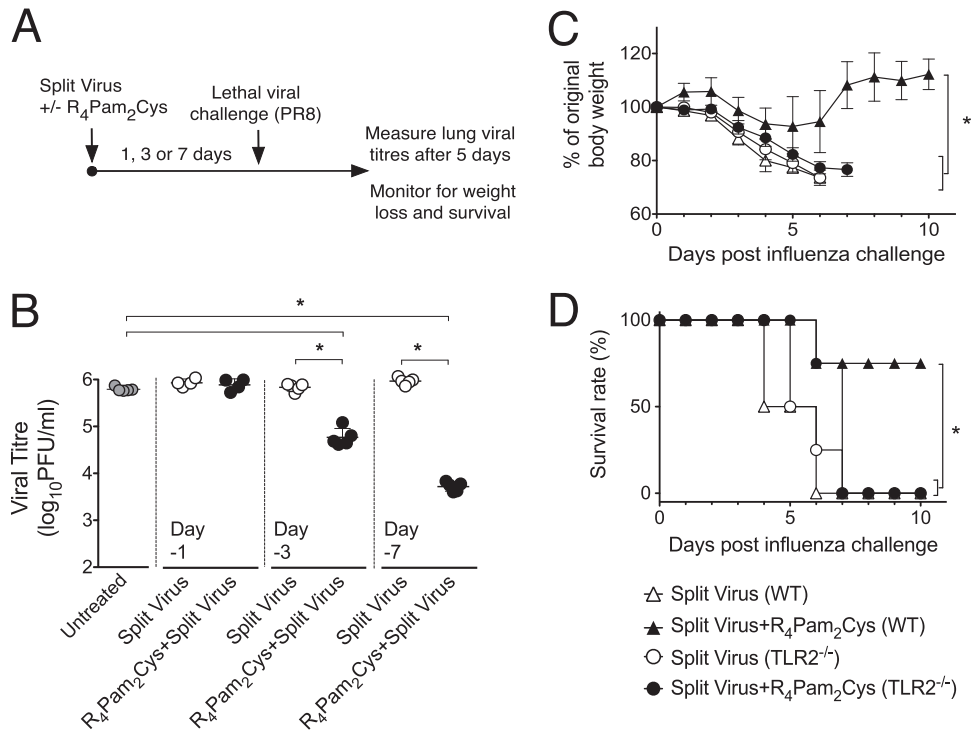 A
Split Virus
+/- R4Pam2Cys
Lethal viral
challenge (PR8)
1, 3 or 7 days
Measure lung viral
titres after 5 days
Monitor for weight
loss and survival
B
*
*
*
Viral Titre
(log10PFU/ml)
6
5
4
3
2
Day
-1
Day
-3
Day
-7
Untreated
Split Virus
R4Pam2Cys+Split Virus
Split Virus
R4Pam2Cys+Split Virus
Split Virus
R4Pam2Cys+Split Virus
C
% of original
body weight
120
100
80
60
0
5
10
*
Days post influenza challenge
D
Survival rate (%)
100
50
0
0
5
10
*
Days post influenza challenge
Split Virus (WT)
Split Virus+R4Pam2Cys (WT)
Split Virus (TLR2-/-)
Split Virus+R4Pam2Cys (TLR2-/-)